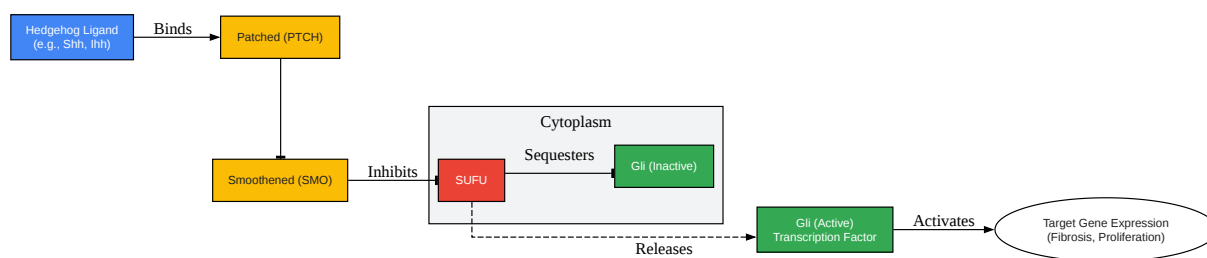 Hedgehog Ligand
(e.g., Shh, Ihh)
Binds
Patched (PTCH)
Cytoplasm
Smoothened (SMO)
Inhibits
SUFU
Sequesters
Gli (Inactive)
Releases
Gli (Active)
Transcription Factor
Activates
Target Gene Expression
(Fibrosis, Proliferation)